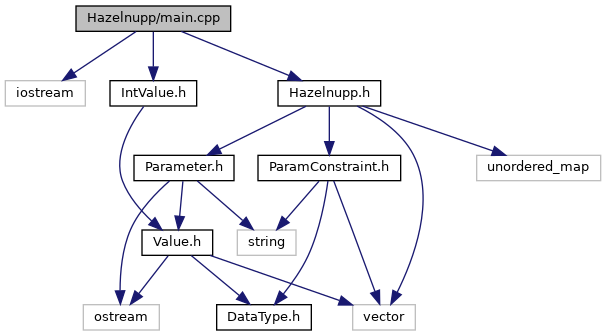 Hazelnupp/main.cpp
iostream
IntValue.h
Hazelnupp.h
Parameter.h
ParamConstraint.h
unordered_map
Value.h
string
ostream
DataType.h
vector